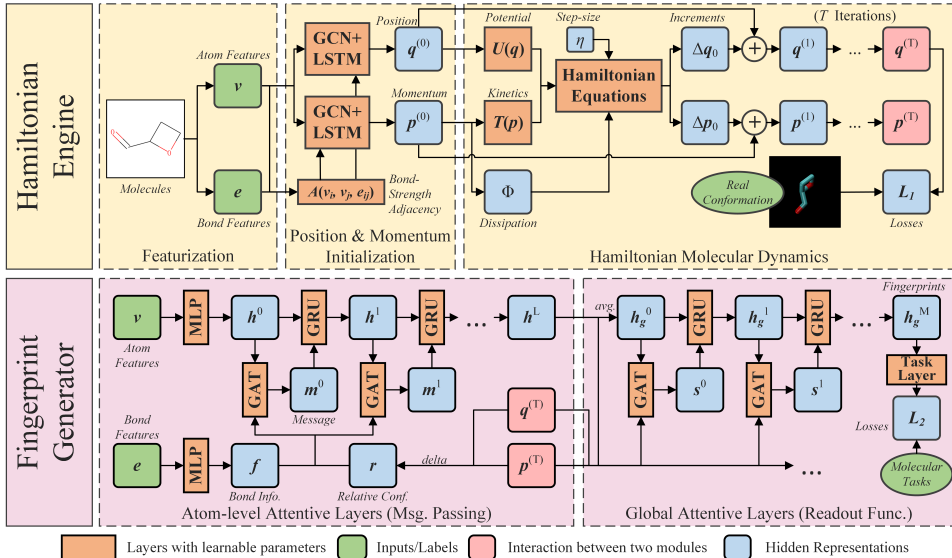 Hamiltonian
Engine
Atom Features
v
Molecules
e
Bond Features
Featurization
GCN+
LSTM
GCN+
LSTM
A(vᵢ, vⱼ, eᵢⱼ)
Bond-
Strength
Adjacency
Position
q⁽⁰⁾
Momentum
p⁽⁰⁾
Position & Momentum
Initialization
Potential
U(q)
Kinetics
T(p)
Φ
Dissipation
Step-size
η
Hamiltonian
Equations
Increments
Δq₀
Δp₀
+
+
(T Iterations)
q⁽¹⁾
...
q⁽ᵀ⁾
p⁽¹⁾
...
p⁽ᵀ⁾
Real
Conformation
L₁
Losses
Hamiltonian Molecular Dynamics
Fingerprint
Generator
v
Atom
Features
MLP
h⁰
GRU
h¹
GRU
...
hᴸ
GAT
m⁰
Message
GAT
m¹
Bond
Features
e
MLP
f
Bond Info.
r
Relative Conf.
delta
q⁽ᵀ⁾
p⁽ᵀ⁾
Atom-level Attentive Layers (Msg. Passing)
avg.
h_g⁰
GRU
h_g¹
GRU
...
Fingerprints
h_gᴹ
GAT
s⁰
GAT
s¹
Task
Layer
Losses
L₂
Molecular
Tasks
...
Global Attentive Layers (Readout Func.)
Layers with learnable parameters
Inputs/Labels
Interaction between two modules
Hidden Representations